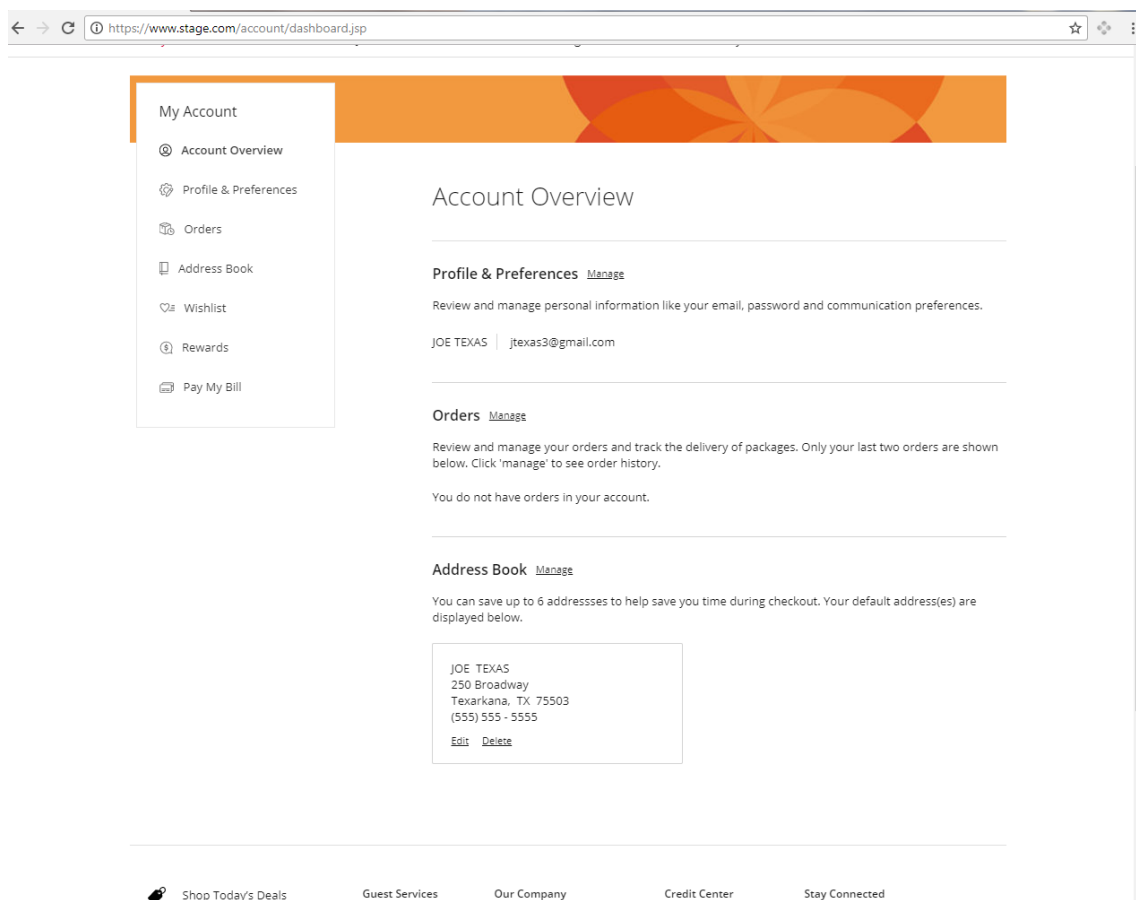 https://www.stage.com/account/dashboard.jsp
My Account
Account Overview
Profile & Preferences
Orders
Address Book
Wishlist
Rewards
Pay My Bill
Account Overview
Profile & Preferences Manage
Review and manage personal information like your email, password and communication preferences.
JOE TEXAS jtexas3@gmail.com
Orders Manage
Review and manage your orders and track the delivery of packages. Only your last two orders are shown
below. Click 'manage' to see order history.
You do not have orders in your account.
Address Book Manage
You can save up to 6 addressses to help save you time during checkout. Your default address(es) are
displayed below.
JOE TEXAS
250 Broadway
Texarkana, TX 75503
(555) 555 - 5555
Edit Delete
Shop Today's Deals Guest Services Our Company Credit Center Stay Connected